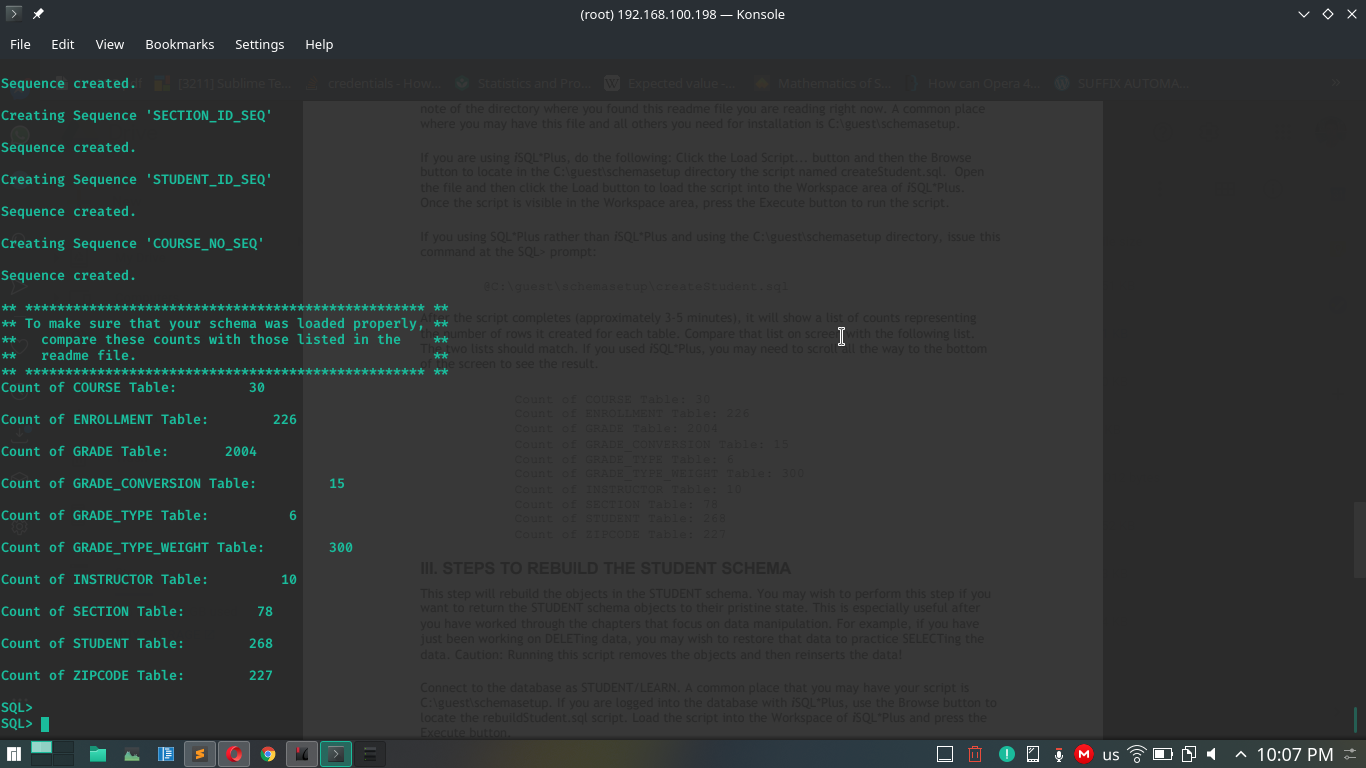 (root) 192.168.100.198 — Konsole
File Edit View Bookmarks Settings Help
[3211] Sublime Te... credentials - How... Statistics and Pro... Expected value -... Mathematics of S... How can Opera 4... SUFFIX AUTOMA...
Sequence created.
Creating Sequence 'SECTION_ID_SEQ'
Sequence created.
Creating Sequence 'STUDENT_ID_SEQ'
Sequence created.
Creating Sequence 'COURSE_NO_SEQ'
Sequence created.
** ************************************************** **
** To make sure that your schema was loaded properly, **
** compare these counts with those listed in the **
** readme file. **
** ************************************************** **
Count of COURSE Table: 30
Count of ENROLLMENT Table: 226
Count of GRADE Table: 2004
Count of GRADE_CONVERSION Table: 15
Count of GRADE_TYPE Table: 6
Count of GRADE_TYPE_WEIGHT Table: 300
Count of INSTRUCTOR Table: 10
Count of SECTION Table: 78
Count of STUDENT Table: 268
Count of ZIPCODE Table: 227
SQL>
SQL>
note of the directory where you found this readme file you are reading right now. A common place
where you may have this file and all others you need for installation is C:\guest\schemasetup.
If you are using iSQL*Plus, do the following: Click the Load Script... button and then the Browse
button to locate in the C:\guest\schemasetup directory the script named createStudent.sql. Open
the file and then click the Load button to load the script into the Workspace area of iSQL*Plus.
Once the script is visible in the Workspace area, press the Execute button to run the script.
If you using SQL*Plus rather than iSQL*Plus and using the C:\guest\schemasetup directory, issue this
command at the SQL> prompt:
@C:\guest\schemasetup\createStudent.sql
After the script completes (approximately 3-5 minutes), it will show a list of counts representing
the number of rows it created for each table. Compare that list on screen with the following list.
The two lists should match. If you used iSQL*Plus, you may need to scroll all the way to the bottom
of the screen to see the result.
Count of COURSE Table: 30
Count of ENROLLMENT Table: 226
Count of GRADE Table: 2004
Count of GRADE_CONVERSION Table: 15
Count of GRADE_TYPE Table: 6
Count of GRADE_TYPE_WEIGHT Table: 300
Count of INSTRUCTOR Table: 10
Count of SECTION Table: 78
Count of STUDENT Table: 268
Count of ZIPCODE Table: 227
III. STEPS TO REBUILD THE STUDENT SCHEMA
This step will rebuild the objects in the STUDENT schema. You may wish to perform this step if you
want to return the STUDENT schema objects to their pristine state. This is especially useful after
you have worked through the chapters that focus on data manipulation. For example, if you have
just been working on DELETing data, you may wish to restore that data to practice SELECTing the
data. Caution: Running this script removes the objects and then reinserts the data!
Connect to the database as STUDENT/LEARN. A common place that you may have your script is
C:\guest\schemasetup. If you are logged into the database with iSQL*Plus, use the Browse button to
locate the rebuildStudent.sql script. Load the script into the Workspace of iSQL*Plus and press the
Execute button.
us 10:07 PM